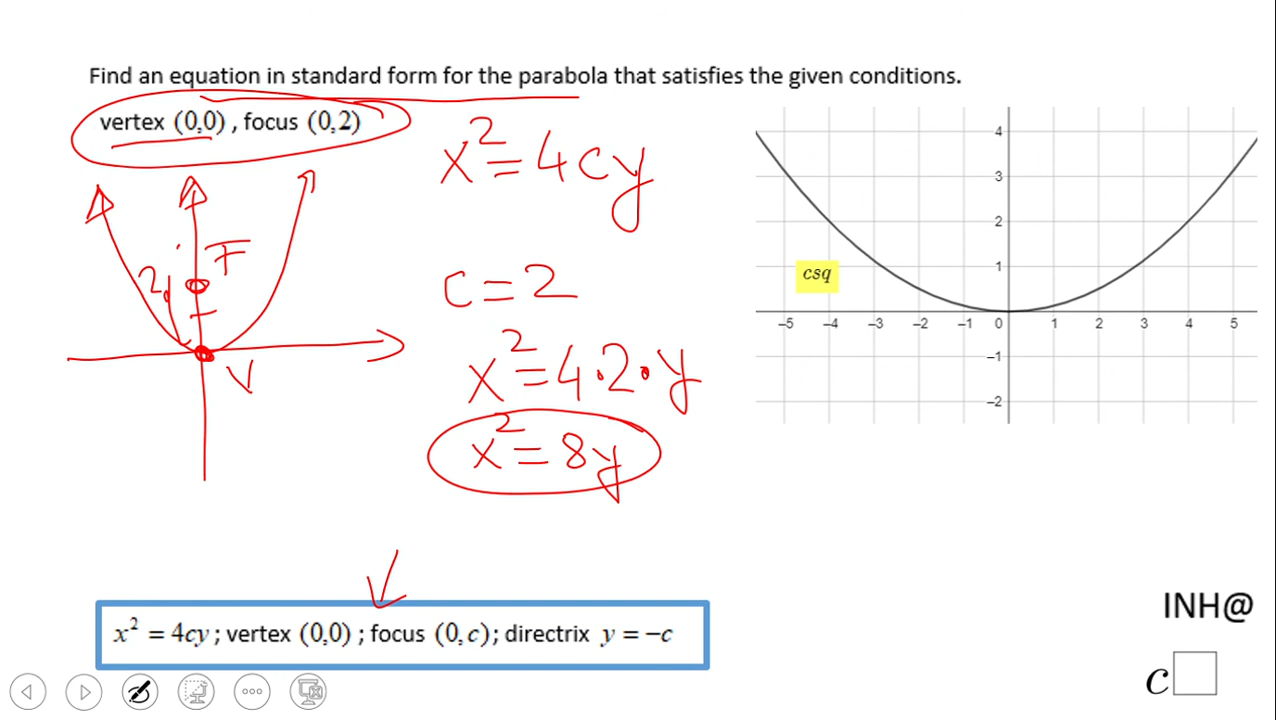 Find an equation in standard form for the parabola that satisfies the given conditions.
vertex (0,0) , focus (0,2)
x² = 4cy
F
2
V
c = 2
x² = 4·2·y
x² = 8y
4
3
2
1
csq
-5 -4 -3 -2 -1 0 1 2 3 4 5
-1
-2
x² = 4cy ; vertex (0,0) ; focus (0, c); directrix y = −c
INH@
c